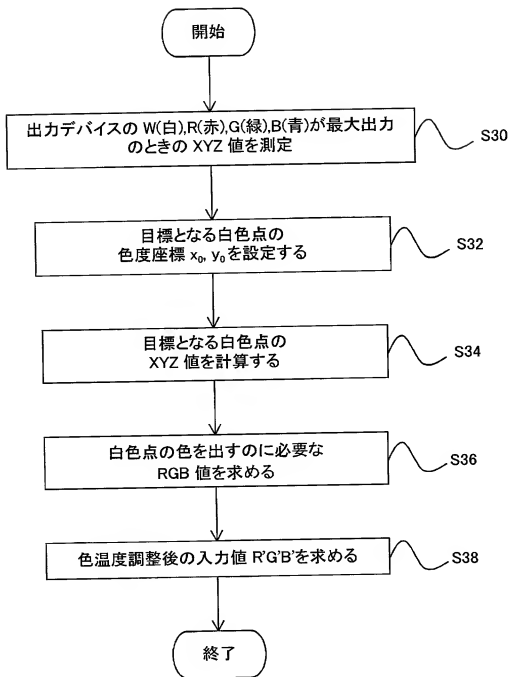 開始
出力デバイスの W(白),R(赤),G(緑),B(青)が最大出力
のときの XYZ 値を測定
S30
目標となる白色点の
色度座標 x₀, y₀ を設定する
S32
目標となる白色点の
XYZ 値を計算する
S34
白色点の色を出すのに必要な
RGB 値を求める
S36
色温度調整後の入力値 R'G'B'を求める
S38
終了